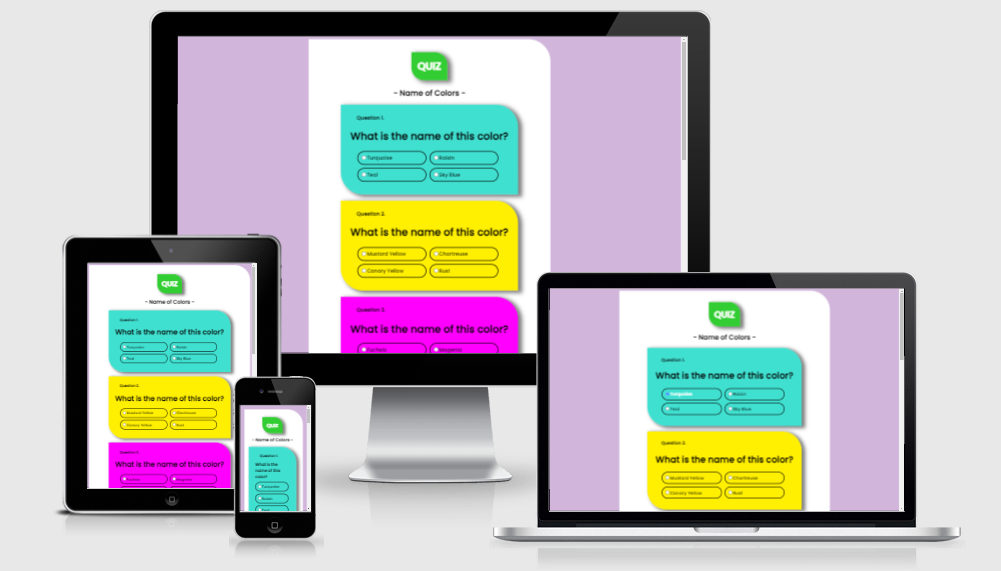 QUIZ
- Name of Colors -
Question 1.
What is the name of this color?
Turquoise Raisin
Teal Sky Blue
Question 2.
What is the name of this color?
Mustard Yellow Chartreuse
Canary Yellow Rust
Question 3.
What is the name of this color?
Fuchsia Magenta
QUIZ
- Name of Colors -
Question 1.
What is the name of this color?
Turquoise Raisin
Teal Sky Blue
Question 2.
What is the name of this color?
Mustard Yellow Chartreuse
Canary Yellow Rust
Question 3.
What is the name of this color?
Fuchsia Magenta
QUIZ
- Name of Colors -
Question 1.
What is the
name of this
color?
Turquoise
Raisin
Teal
QUIZ
- Name of Colors -
Question 1.
What is the name of this color?
Turquoise Raisin
Teal Sky Blue
Question 2.
What is the name of this color?
Mustard Yellow Chartreuse
Canary Yellow Rust